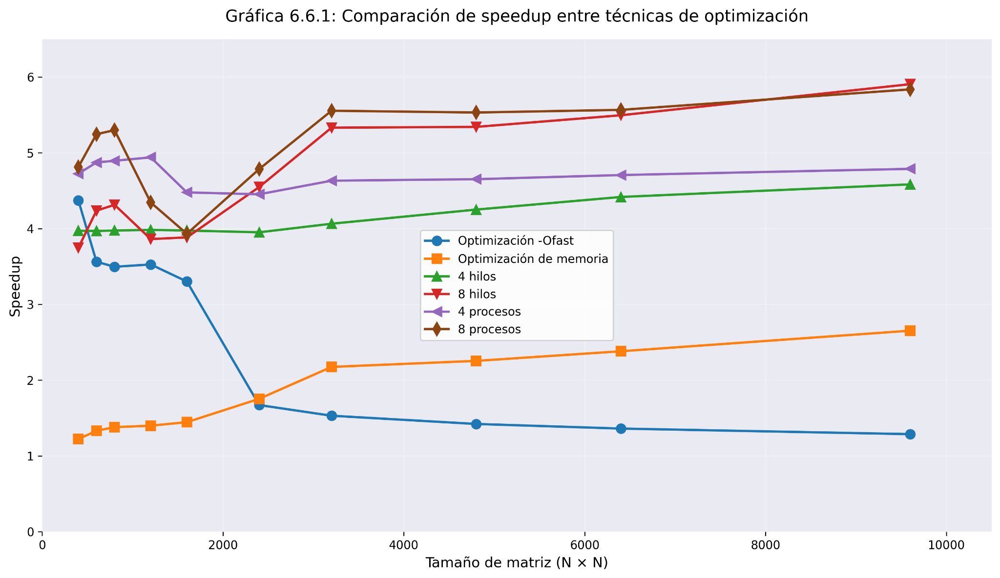 Gráfica 6.6.1: Comparación de speedup entre técnicas de optimización
6
5
4
3
2
1
0
Speedup
Optimización -Ofast
Optimización de memoria
4 hilos
8 hilos
4 procesos
8 procesos
0 2000 4000 6000 8000 10000
Tamaño de matriz (N × N)